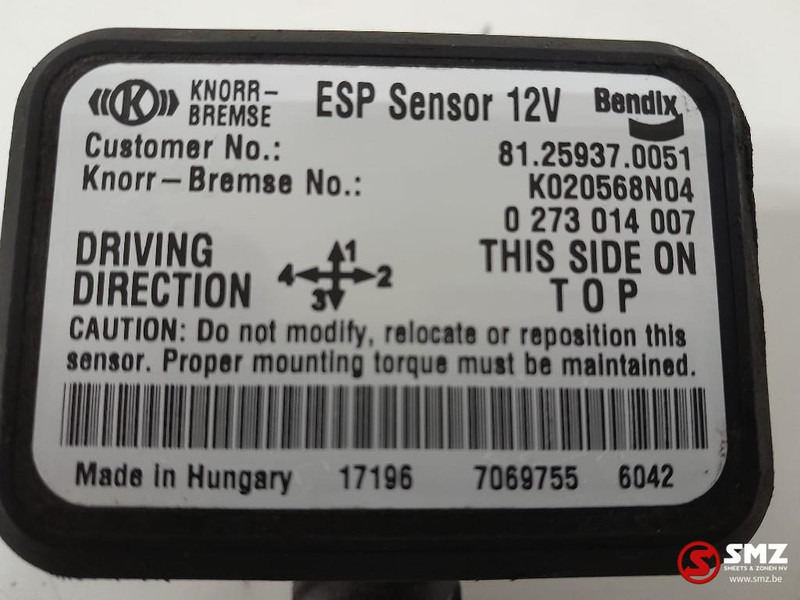 K KNORR-BREMSE ESP Sensor 12V Bendix
Customer No.: 81.25937.0051
Knorr-Bremse No.: K020568N04
0 273 014 007
DRIVING DIRECTION
1
4 2
3
THIS SIDE ON
TOP
CAUTION: Do not modify, relocate or reposition this
sensor. Proper mounting torque must be maintained.
Made in Hungary 17196 7069755 6042
SMZ
SHEETS & ZONEN NV
www.smz.be